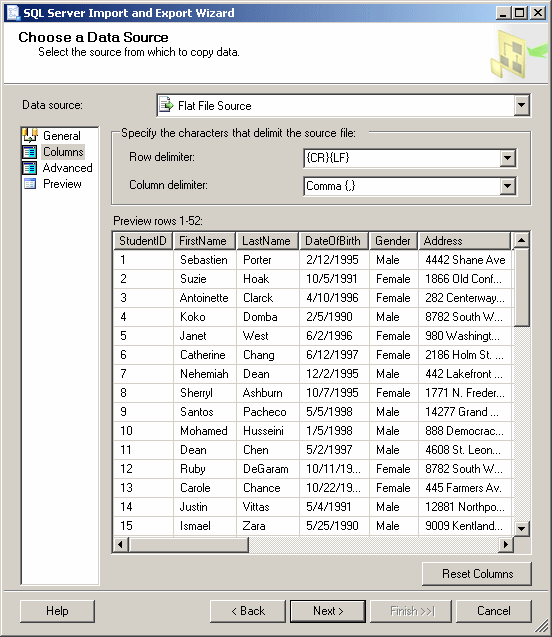 SQL Server Import and Export Wizard
Choose a Data Source
Select the source from which to copy data.
Data source: Flat File Source
General
Columns
Advanced
Preview
Specify the characters that delimit the source file:
Row delimiter: {CR}{LF}
Column delimiter: Comma {,}
Preview rows 1-52:
StudentID FirstName LastName DateOfBirth Gender Address
1 Sebastien Porter 2/12/1995 Male 4442 Shane Ave
2 Suzie Hoak 10/5/1991 Female 1866 Old Conf...
3 Antoinette Clarck 4/10/1996 Female 282 Centerway...
4 Koko Domba 2/5/1990 Male 8782 South W...
5 Janet West 6/2/1996 Female 980 Washingt...
6 Catherine Chang 6/12/1997 Female 2186 Holm St. ...
7 Nehemiah Dean 12/2/1995 Male 442 Lakefront ...
8 Sherryl Ashburn 10/7/1995 Female 1771 N. Freder...
9 Santos Pacheco 5/5/1998 Male 14277 Grand ...
10 Mohamed Husseini 1/5/1998 Male 888 Democrac...
11 Dean Chen 5/2/1997 Male 4608 St. Leon...
12 Ruby DeGaram 10/11/19... Female 8782 South W...
13 Carole Chance 10/22/19... Female 445 Farmers Av.
14 Justin Vittas 5/4/1991 Male 12881 Northpo...
15 Ismael Zara 5/25/1990 Male 9009 Kentland...
Reset Columns
Help < Back Next > Finish >>| Cancel